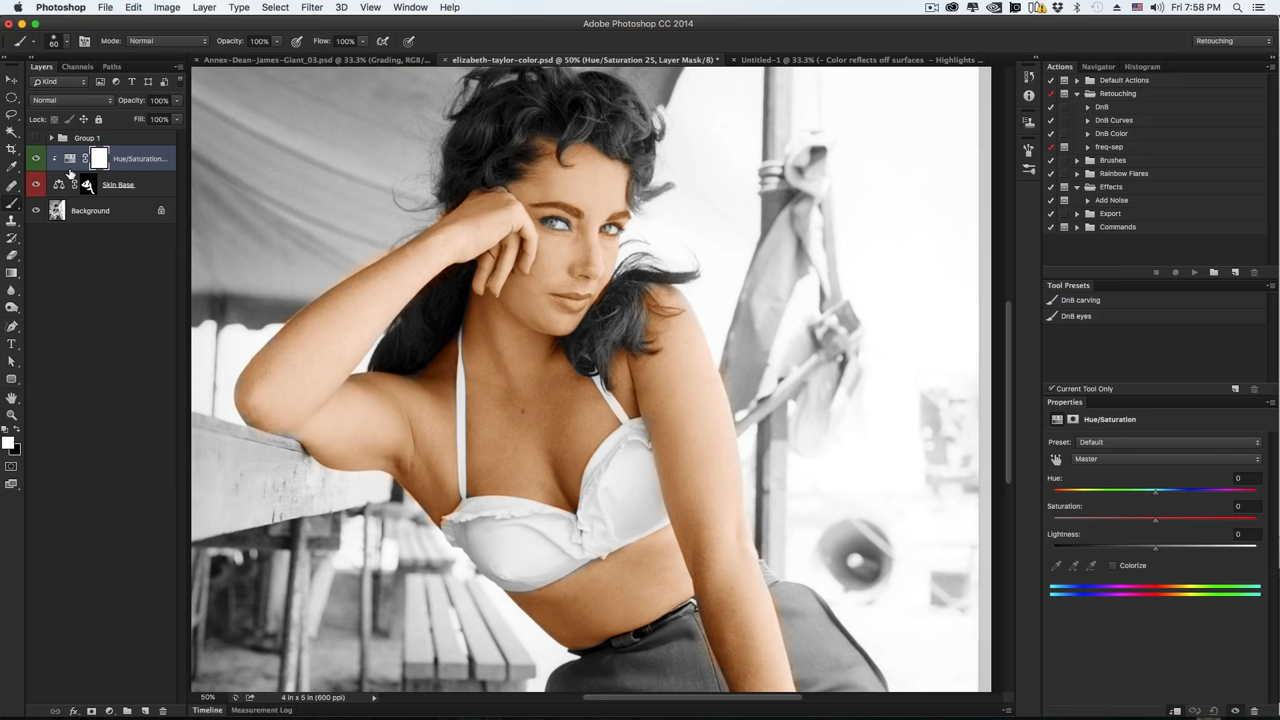 Photoshop File Edit Image Layer Type Select Filter 3D View Window Help Fri 7:58 PM
Adobe Photoshop CC 2014
60 Mode: Normal Opacity: 100% Flow: 100% Retouching
Layers Channels Paths
Annex-Dean-James-Giant_03.psd @ 33.3% (Grading, RGB/... elizabeth-taylor-color.psd @ 50% (Hue/Saturation 25, Layer Mask/8) * Untitled-1 @ 33.3% (~ Color reflects off surfaces ~ Highlights ...
Kind
Normal Opacity: 100%
Lock: Fill: 100%
Group 1
Hue/Saturation...
Skin Base
Background
Actions Navigator Histogram
Default Actions
Retouching
DnB
DnB Curves
DnB Color
freq-sep
Brushes
Rainbow Flares
Effects
Add Noise
Export
Commands
Tool Presets
DnB carving
DnB eyes
Current Tool Only
Properties
Hue/Saturation
Preset: Default
Master
Hue: 0
Saturation: 0
Lightness: 0
Colorize
50% 4 in x 5 in (600 ppi)
Timeline Measurement Log